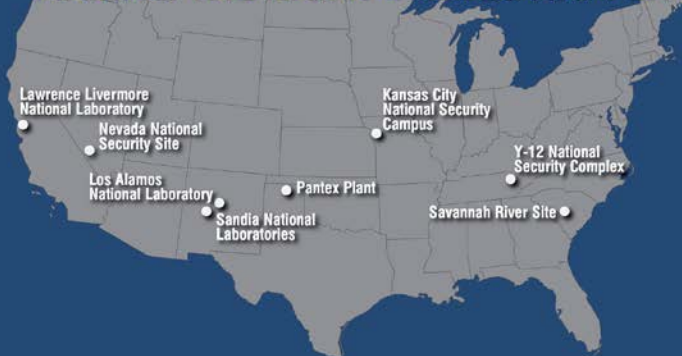 Lawrence Livermore
National Laboratory
Nevada National
Security Site
Los Alamos
National Laboratory
Sandia National
Laboratories
Pantex Plant
Kansas City
National Security
Campus
Y-12 National
Security Complex
Savannah River Site